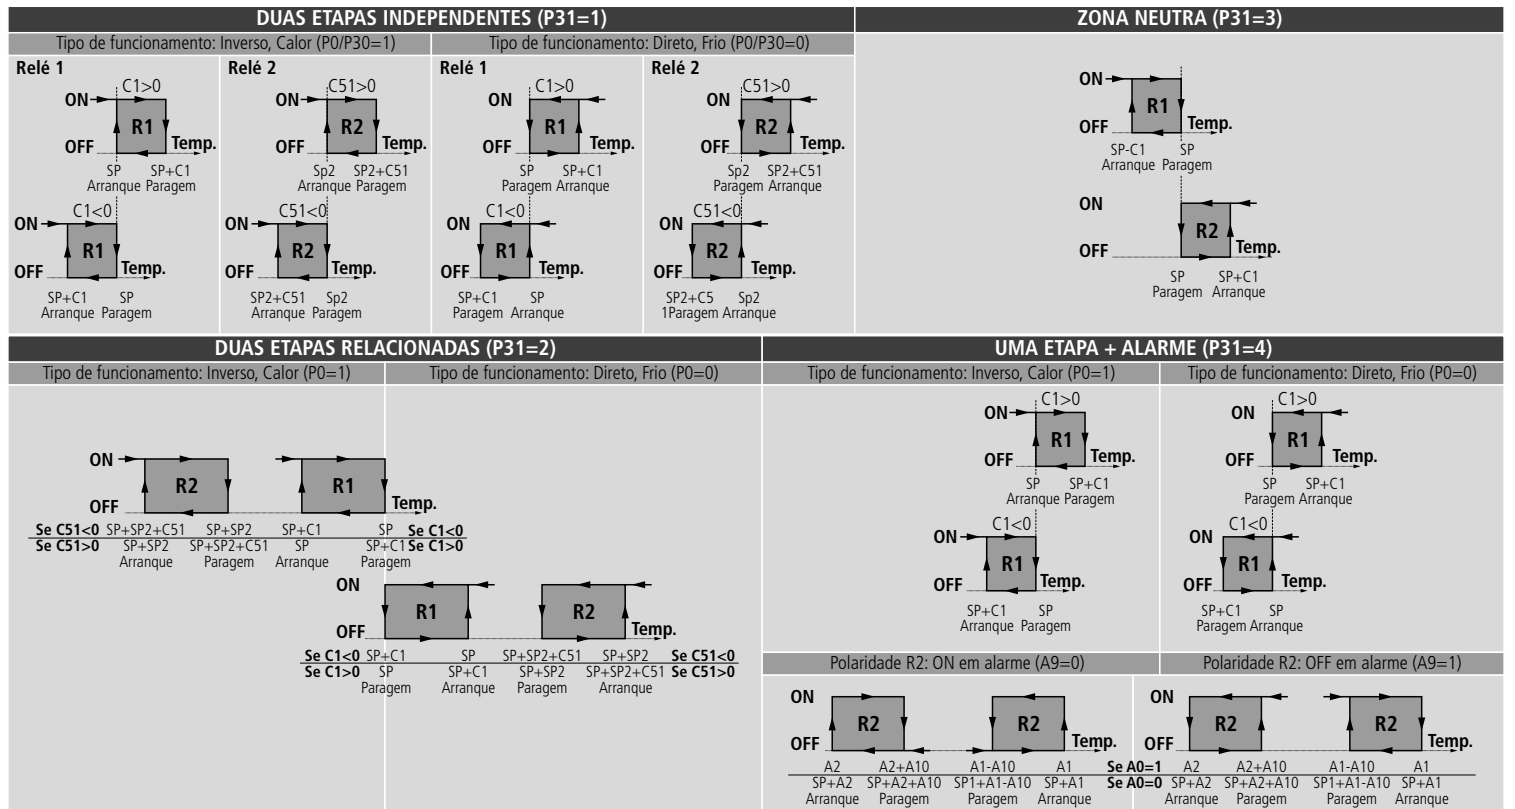 DUAS ETAPAS INDEPENDENTES (P31=1)
Tipo de funcionamento: Inverso, Calor (P0/P30=1)
Tipo de funcionamento: Direto, Frio (P0/P30=0)
Relé 1
C1>0
ON
R1
OFF
Temp.
SP SP+C1
Arranque Paragem
C1<0
ON
R1
OFF
Temp.
SP+C1 SP
Arranque Paragem
Relé 2
C51>0
ON
R2
OFF
Temp.
Sp2 SP2+C51
Arranque Paragem
C51<0
ON
R2
OFF
Temp.
SP2+C51 Sp2
Arranque Paragem
Relé 1
C1>0
ON
R1
OFF
Temp.
SP SP+C1
Paragem Arranque
C1<0
ON
R1
OFF
Temp.
SP+C1 SP
Paragem Arranque
Relé 2
C51>0
ON
R2
OFF
Temp.
Sp2 SP2+C51
Paragem Arranque
C51<0
ON
R2
OFF
Temp.
SP2+C5 Sp2
1Paragem Arranque
ZONA NEUTRA (P31=3)
ON
R1
OFF
Temp.
SP-C1 SP
Arranque Paragem
ON
R2
OFF
Temp.
SP SP+C1
Paragem Arranque
DUAS ETAPAS RELACIONADAS (P31=2)
Tipo de funcionamento: Inverso, Calor (P0=1)
Tipo de funcionamento: Direto, Frio (P0=0)
ON
R2 R1
OFF
Temp.
Se C51<0 SP+SP2+C51 SP+SP2 SP+C1 SP Se C1<0
Se C51>0 SP+SP2 SP+SP2+C51 SP SP+C1 Se C1>0
Arranque Paragem Arranque Paragem
ON
R1 R2
OFF
Temp.
Se C1<0 SP+C1 SP SP+SP2+C51 SP+SP2 Se C51<0
Se C1>0 SP SP+C1 SP+SP2 SP+SP2+C51 Se C51>0
Paragem Arranque Paragem Arranque
UMA ETAPA + ALARME (P31=4)
Tipo de funcionamento: Inverso, Calor (P0=1)
Tipo de funcionamento: Direto, Frio (P0=0)
C1>0
ON
R1
OFF
Temp.
SP SP+C1
Arranque Paragem
C1<0
ON
R1
OFF
Temp.
SP+C1 SP
Arranque Paragem
C1>0
ON
R1
OFF
Temp.
SP SP+C1
Paragem Arranque
C1<0
ON
R1
OFF
Temp.
SP+C1 SP
Paragem Arranque
Polaridade R2: ON em alarme (A9=0)
Polaridade R2: OFF em alarme (A9=1)
ON
R2 R2
OFF
Temp.
ON
R2 R2
OFF
Temp.
A2 A2+A10 A1-A10 A1 Se A0=1 A2 A2+A10 A1-A10 A1
SP+A2 SP+A2+A10 SP1+A1-A10 SP+A1 Se A0=0 SP+A2 SP+A2+A10 SP1+A1-A10 SP+A1
Arranque Paragem Paragem Arranque Arranque Paragem Paragem Arranque